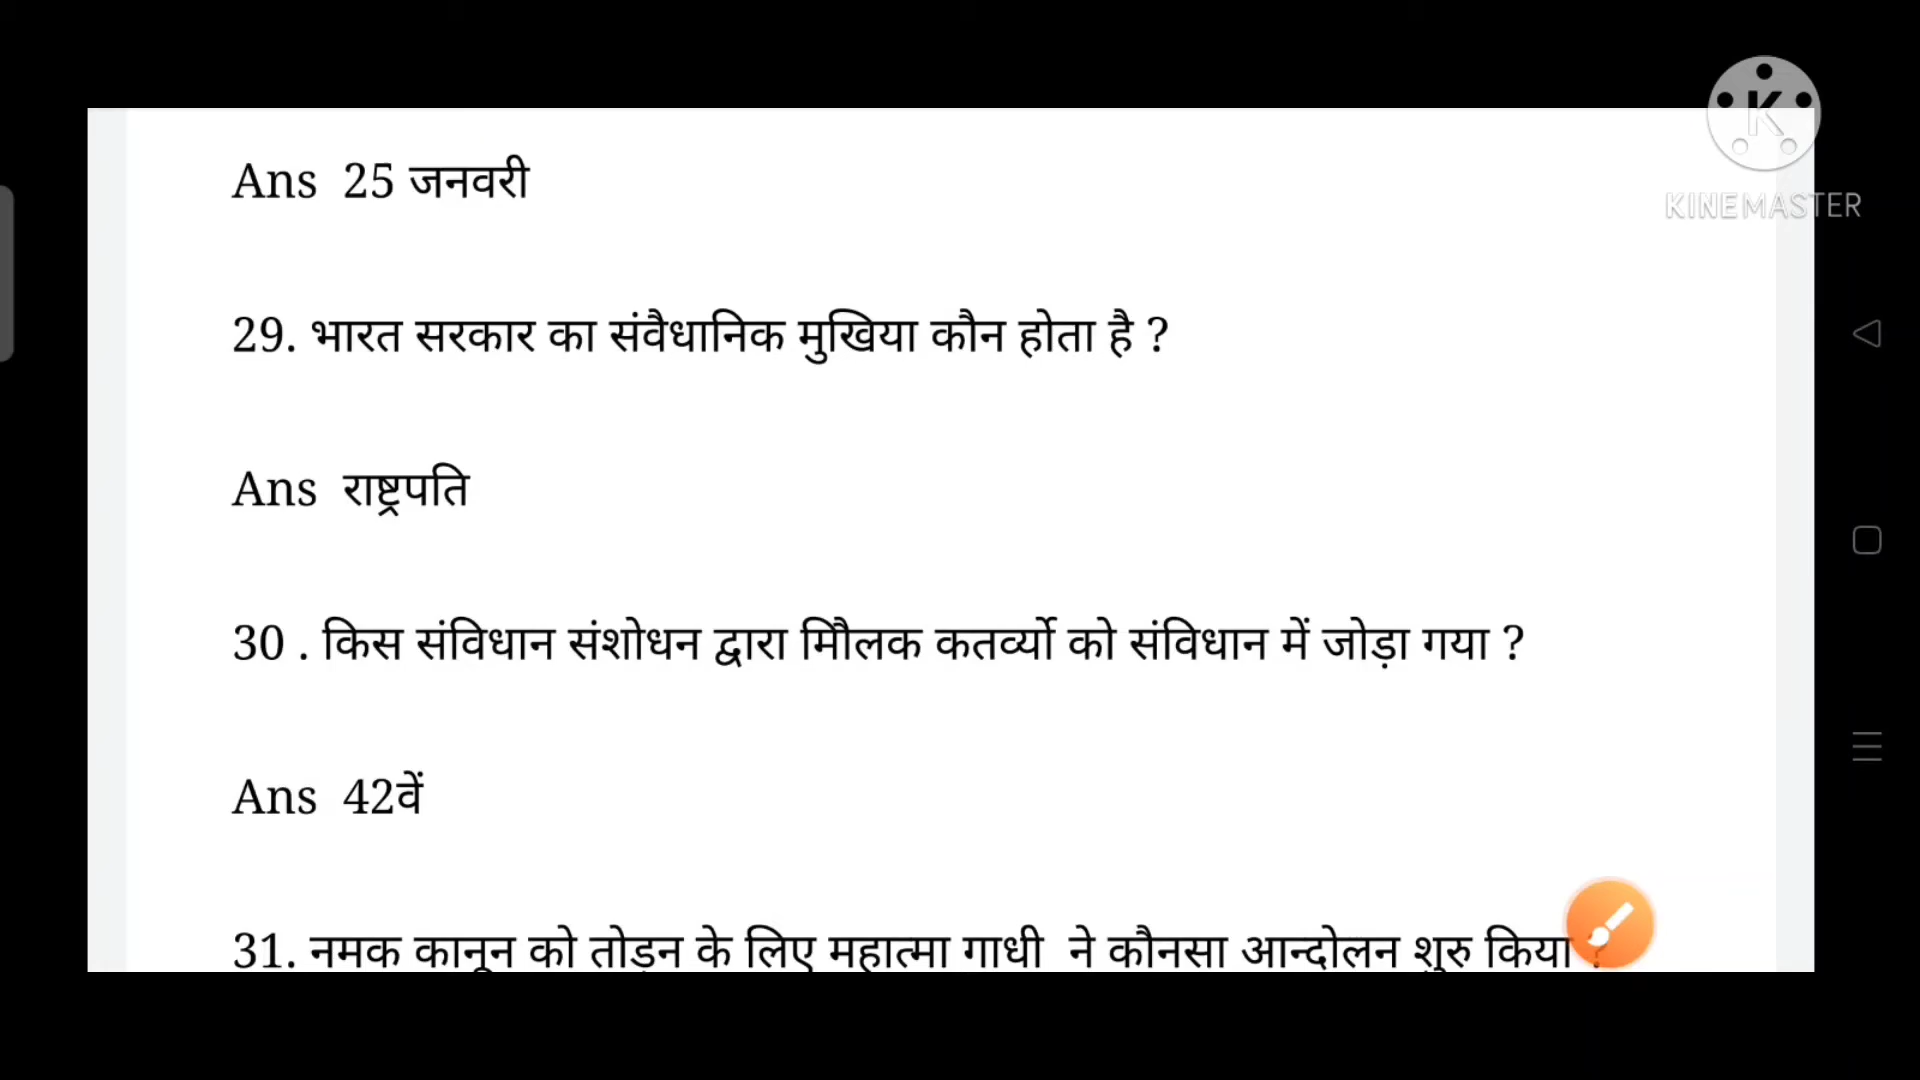 K
KINEMASTER
Ans 25 जनवरी
29. भारत सरकार का संवैधानिक मुखिया कौन होता है ?
Ans राष्ट्रपति
30 . किस संविधान संशोधन द्वारा मौिलक कतर्व्यो को संविधान में जोड़ा गया ?
Ans 42वें
31. नमक कानून को तोड़न के लिए महात्मा गाधी ने कौनसा आन्दोलन शुरु किया ?